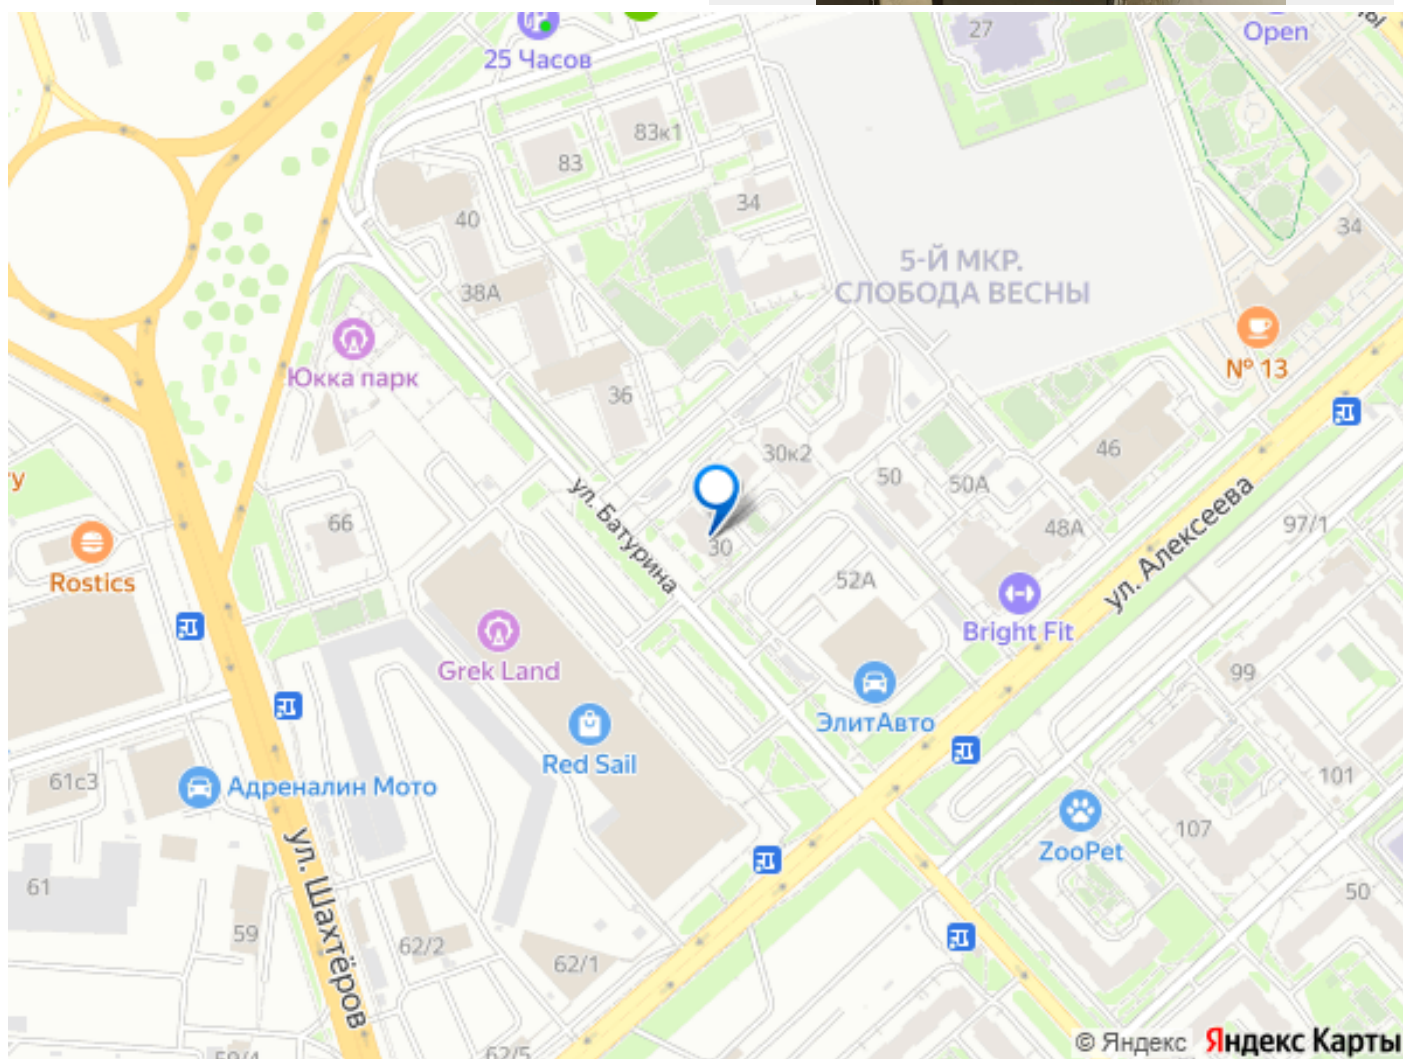 25 Часов
27
Open
83к1
83
34
40
34
5-Й МКР.
СЛОБОДА ВЕСНЫ
38А
Юкка парк
№ 13
36
30к2
46
50
50А
ул. Батурина
66
30
48А
ул. Алексеева
97/1
Rostics
52А
Bright Fit
Grek Land
99
ЭлитАвто
Red Sail
61с3
Адреналин Мото
101
107
ZooPet
ул. Шахтёров
61
50
59
62/2
62/1
62/5
© Яндекс Яндекс Карты